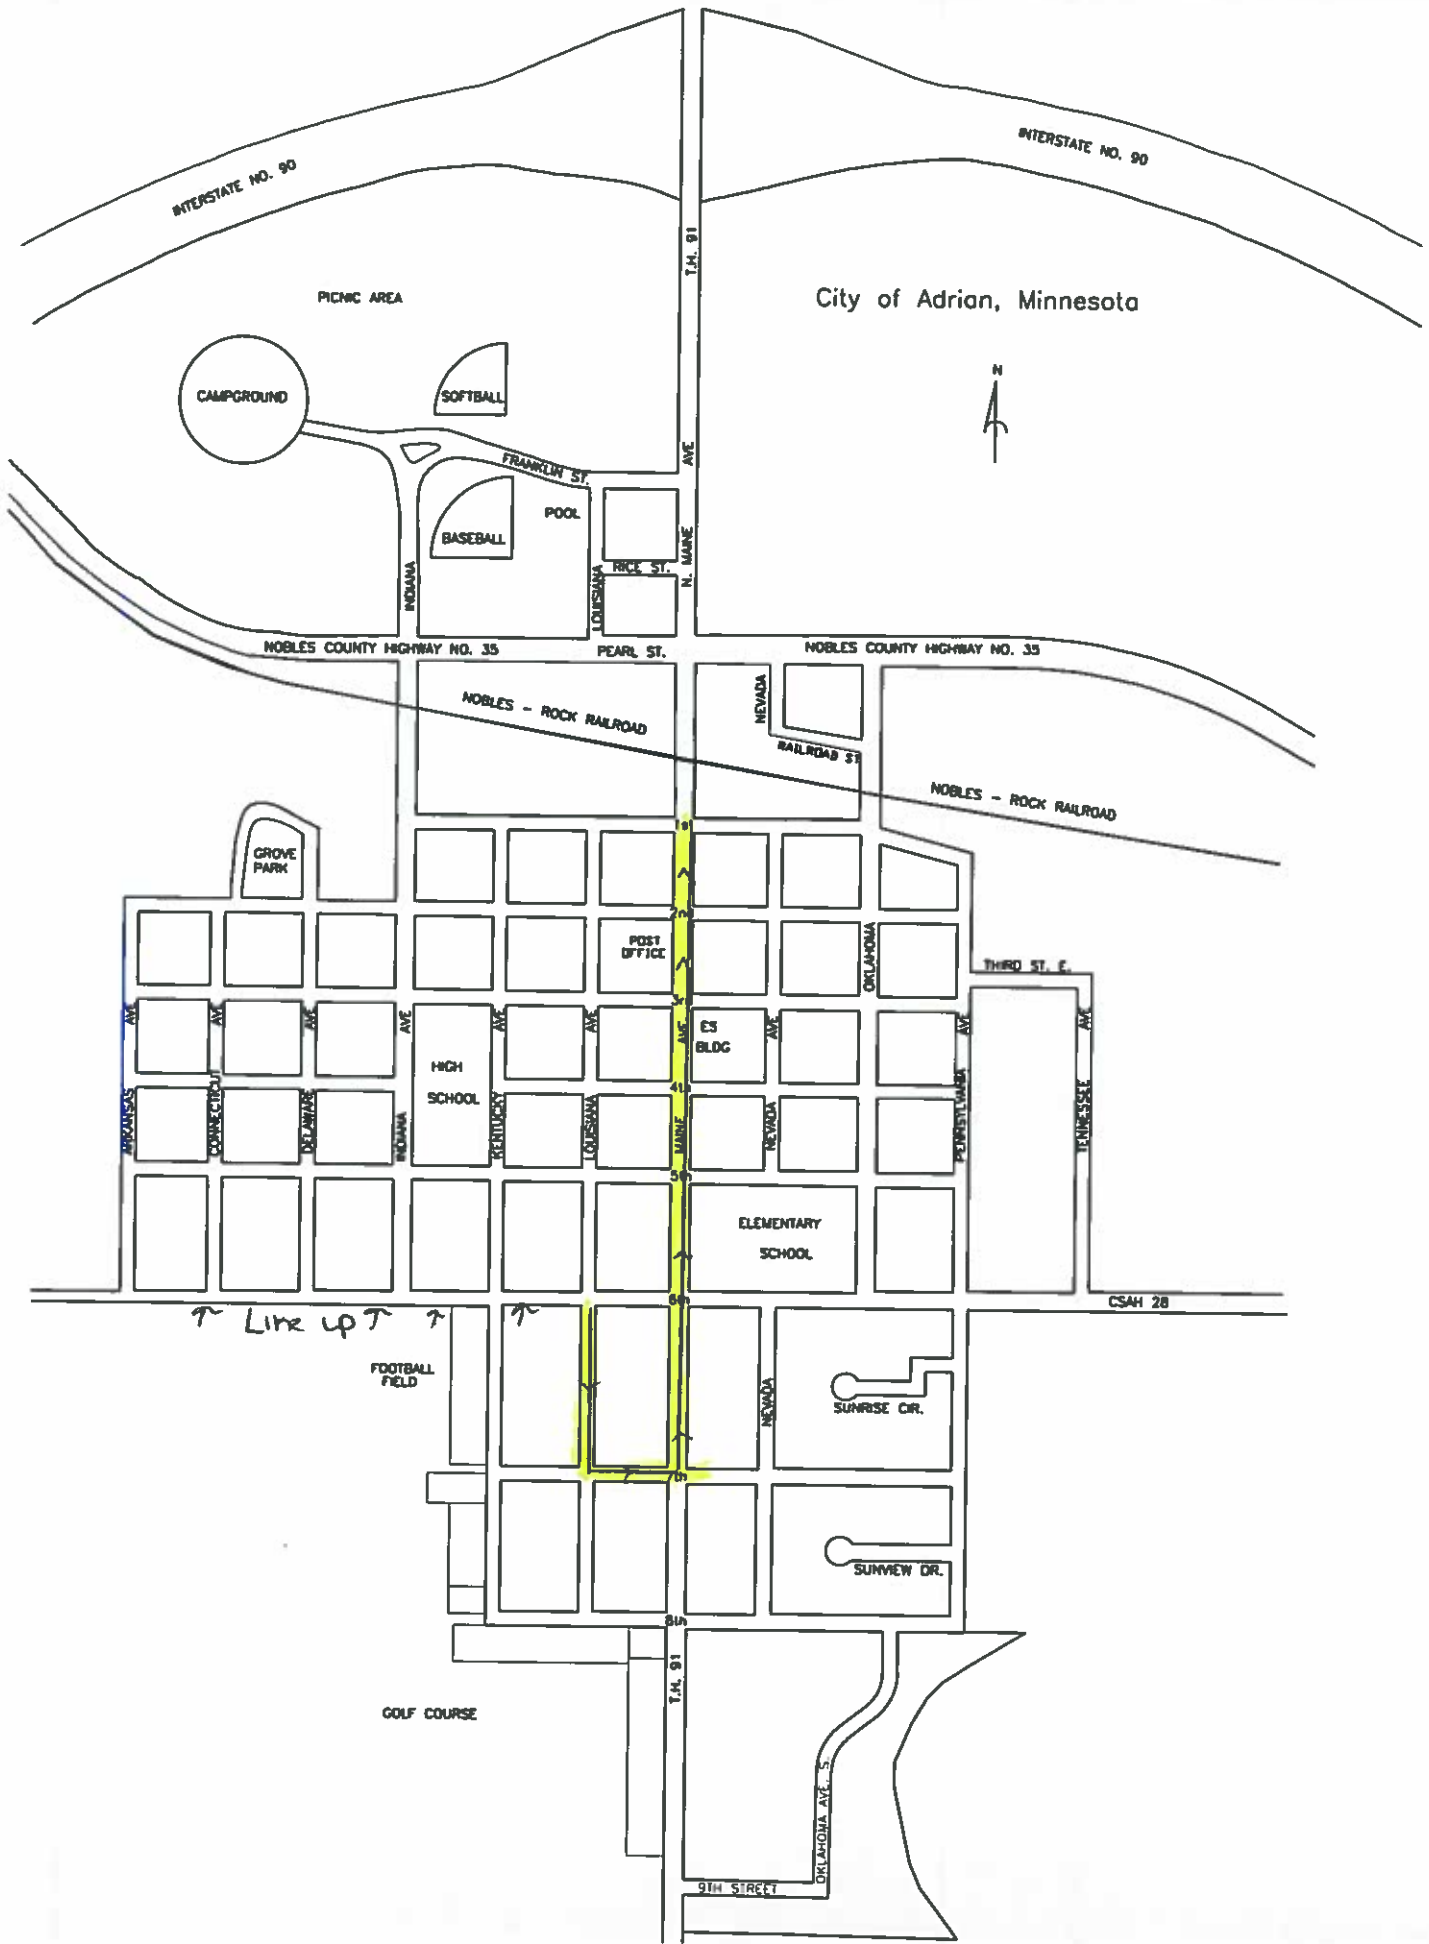 INTERSTATE NO. 90
INTERSTATE NO. 90
T.H. 91
PICNIC AREA
City of Adrian, Minnesota
N
CAMPGROUND
SOFTBALL
AVE
FRANKLIN ST.
POOL
BASEBALL
N. MAINE
RICE ST.
INDIANA
LOUISIANA
NOBLES COUNTY HIGHWAY NO. 35
PEARL ST.
NOBLES COUNTY HIGHWAY NO. 35
NEVADA
NOBLES - ROCK RAILROAD
RAILROAD ST
NOBLES - ROCK RAILROAD
GROVE
PARK
POST
OFFICE
OKLAHOMA
THIRD ST. E.
AVE
AVE
AVE
AVE
AVE
AVE
AVE
AVE
AVE
AVE
ES
BLDG
HIGH
SCHOOL
4th
ARKANSAS
CONNECTICUT
DELAWARE
INDIANA
KENTUCKY
LOUISIANA
MAINE
NEVADA
PENNSYLVANIA
TENNESSEE
5th
ELEMENTARY
SCHOOL
6th
CSAH 28
Line up
FOOTBALL
FIELD
NEVADA
SUNRISE CIR.
7th
SUNVIEW DR.
8th
T.H. 91
GOLF COURSE
OKLAHOMA AVE. S.
9TH STREET